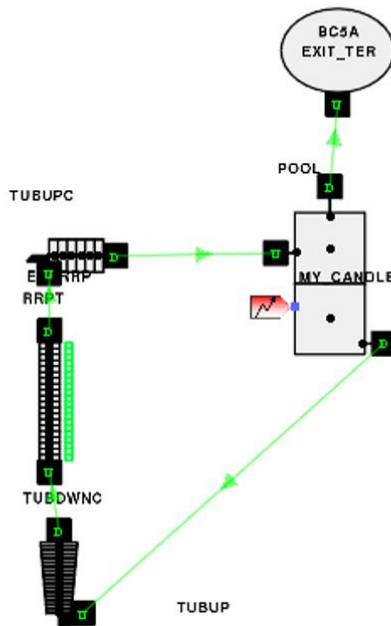 BC5A
EXIT_TER
U
D
POOL
TUBUPC
D
U
U
RRPT
MY_CANDLE
D
D
U
TUBDWNC
D
TUBUP
U